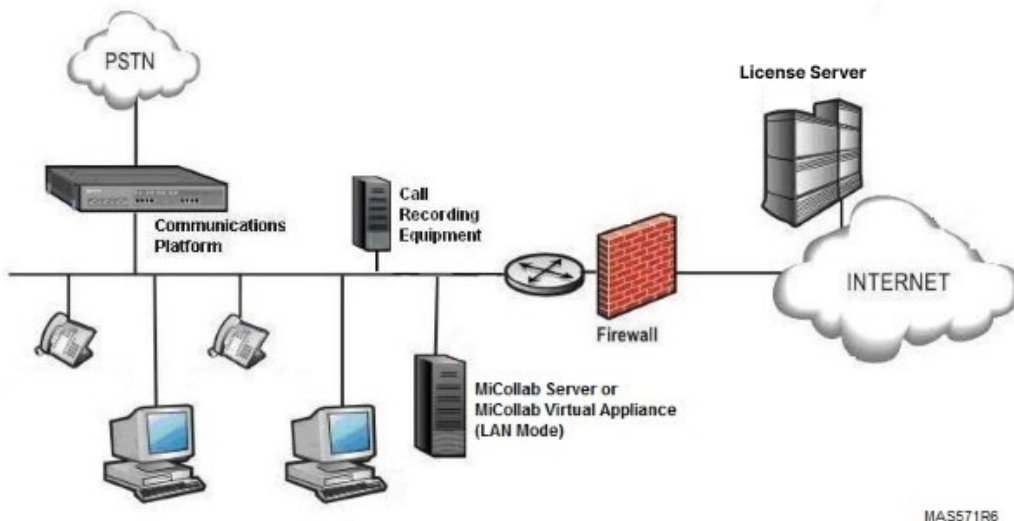 PSTN
License Server
Call
Recording
Equipment
Communications
Platform
INTERNET
Firewall
MiCollab Server or
MiCollab Virtual Appliance
(LAN Mode)
MAS571R6